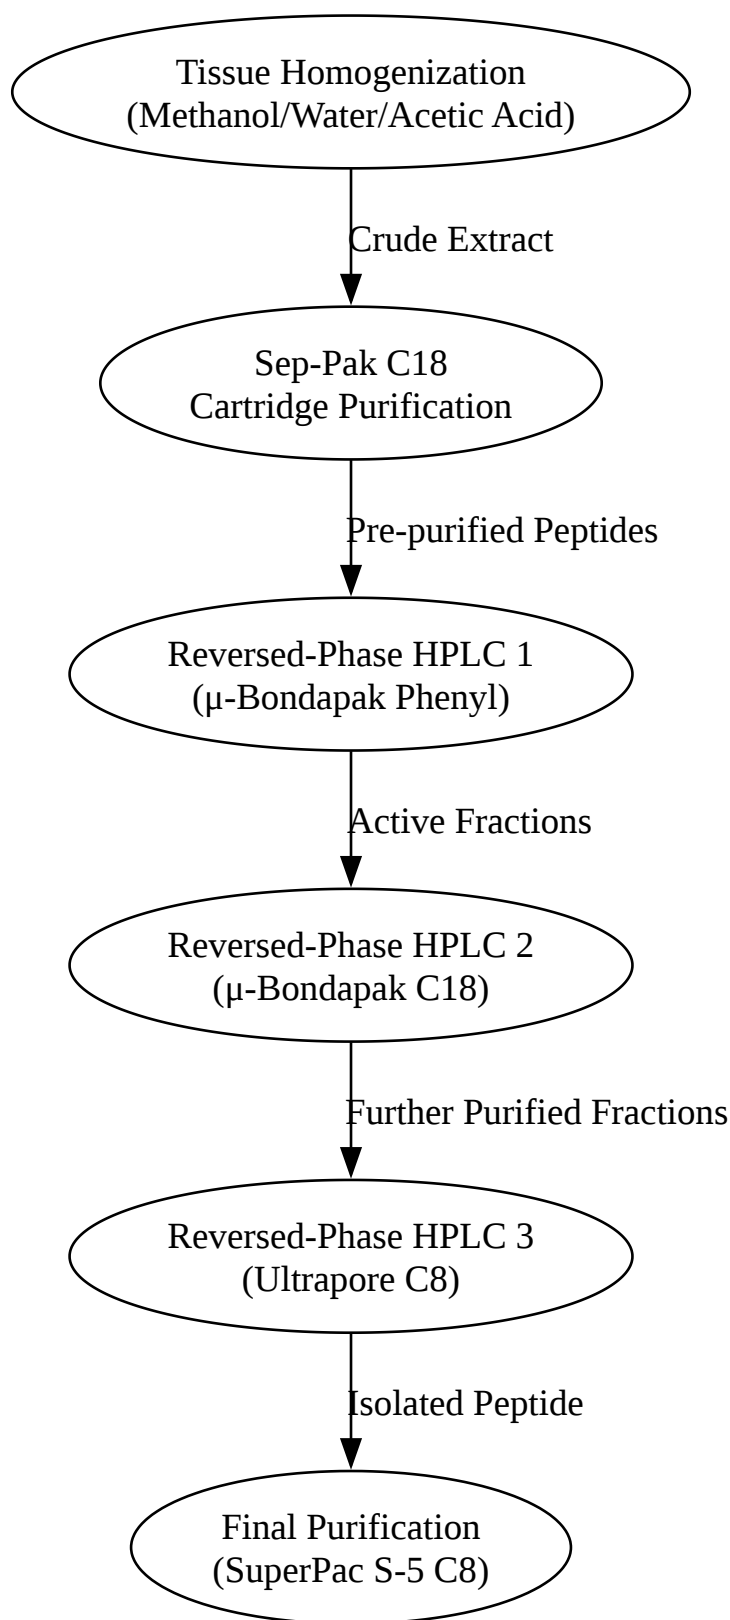 Tissue Homogenization
(Methanol/Water/Acetic Acid)
Crude Extract
Sep-Pak C18
Cartridge Purification
Pre-purified Peptides
Reversed-Phase HPLC 1
(μ-Bondapak Phenyl)
Active Fractions
Reversed-Phase HPLC 2
(μ-Bondapak C18)
Further Purified Fractions
Reversed-Phase HPLC 3
(Ultrapore C8)
Isolated Peptide
Final Purification
(SuperPac S-5 C8)